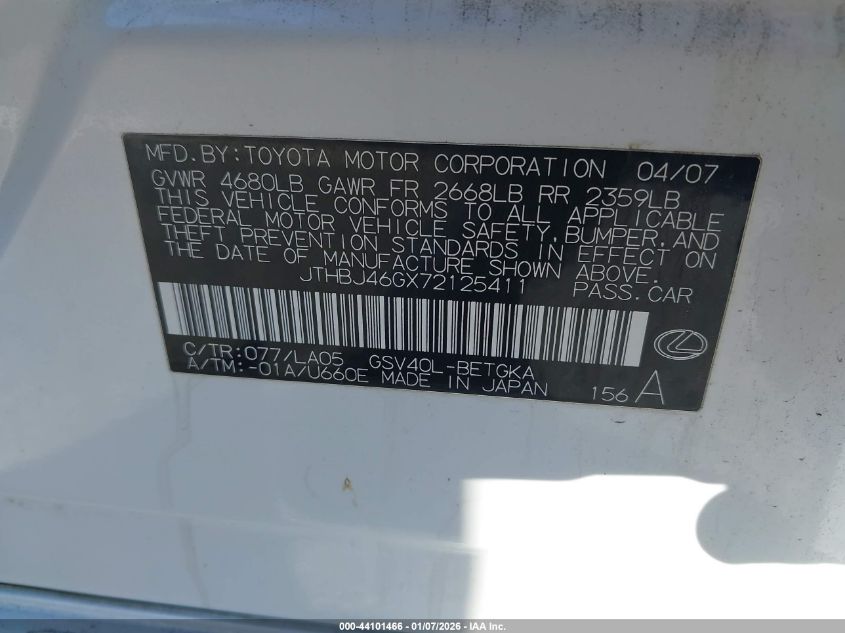 MFD.BY:TOYOTA MOTOR CORPORATION 04/07
GVWR 4680LB GAWR FR 2668LB RR 2359LB
THIS VEHICLE CONFORMS TO ALL APPLICABLE
FEDERAL MOTOR VEHICLE SAFETY,BUMPER,AND
THEFT PREVENTION STANDARDS IN EFFECT ON
THE DATE OF MANUFACTURE SHOWN ABOVE.
JTHBJ46GX72125411 PASS.CAR
C/TR:077/LA05 GSV40L-BETGKA
A/TM:-01A/U660E MADE IN JAPAN 156 A
000-44101466 - 01/07/2026 - © IAA Inc.